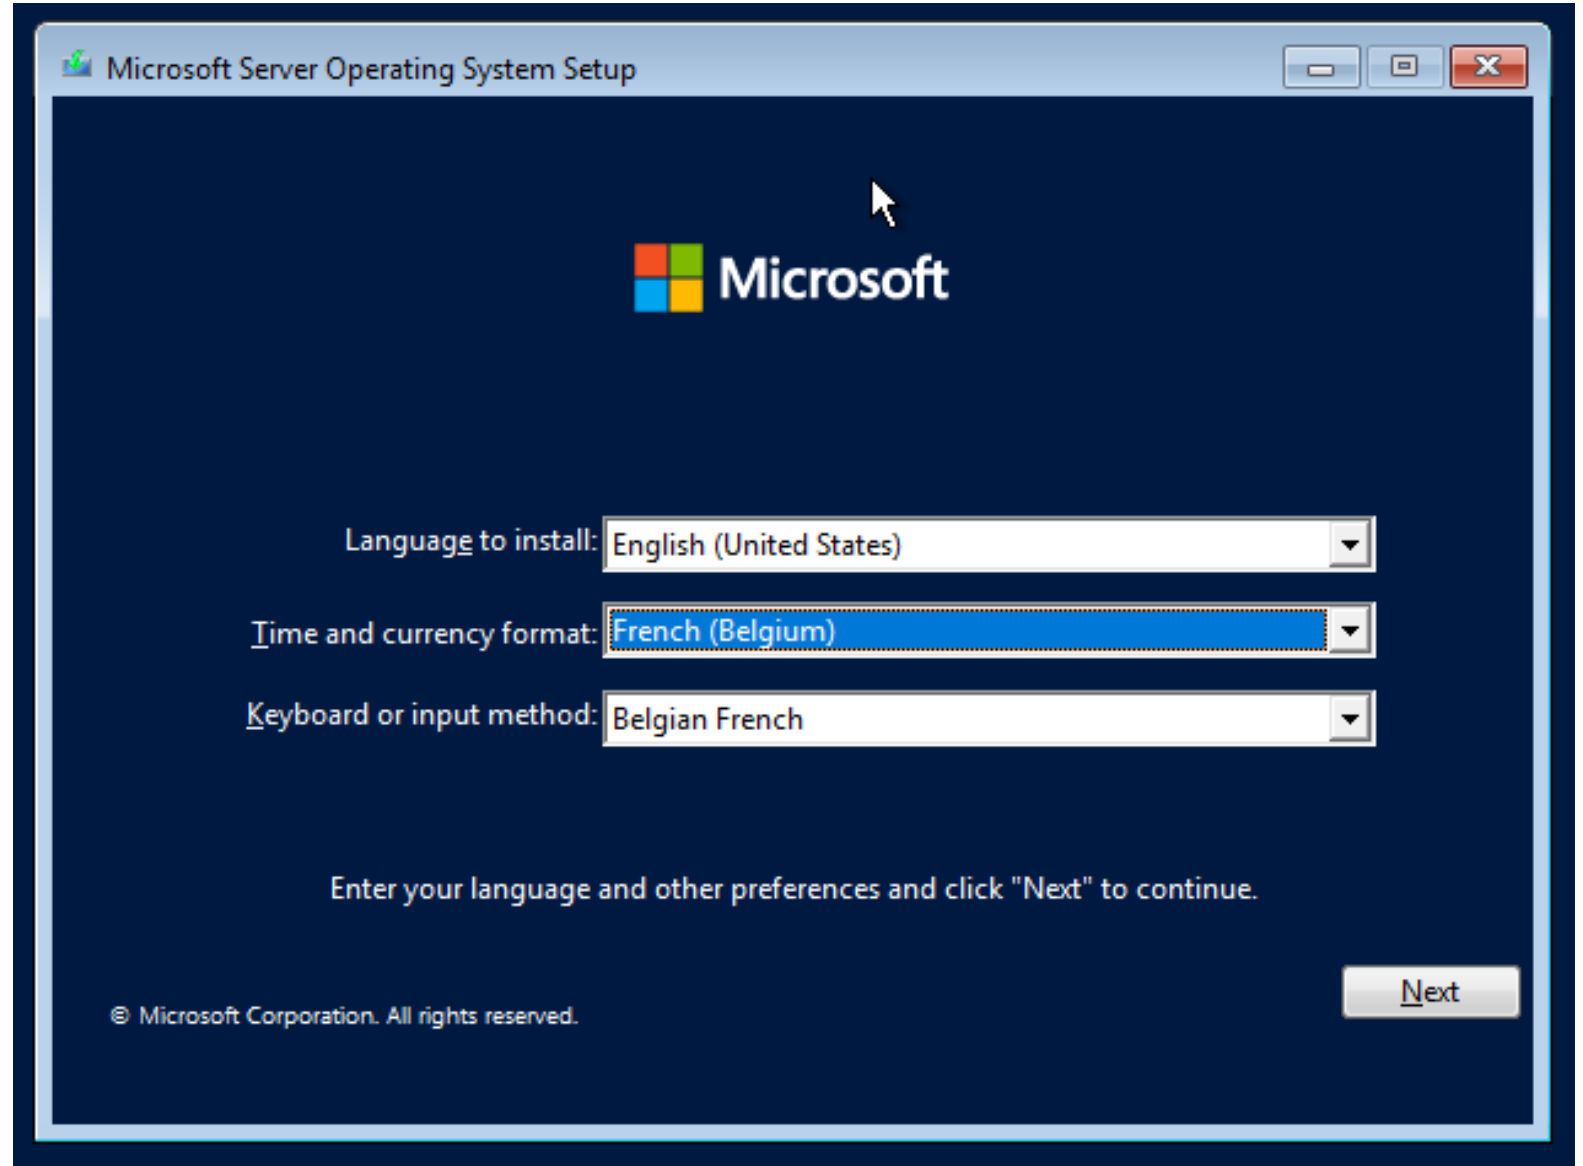 Microsoft Server Operating System Setup
Microsoft
Language to install: English (United States)
Time and currency format: French (Belgium)
Keyboard or input method: Belgian French
Enter your language and other preferences and click "Next" to continue.
Next
© Microsoft Corporation. All rights reserved.